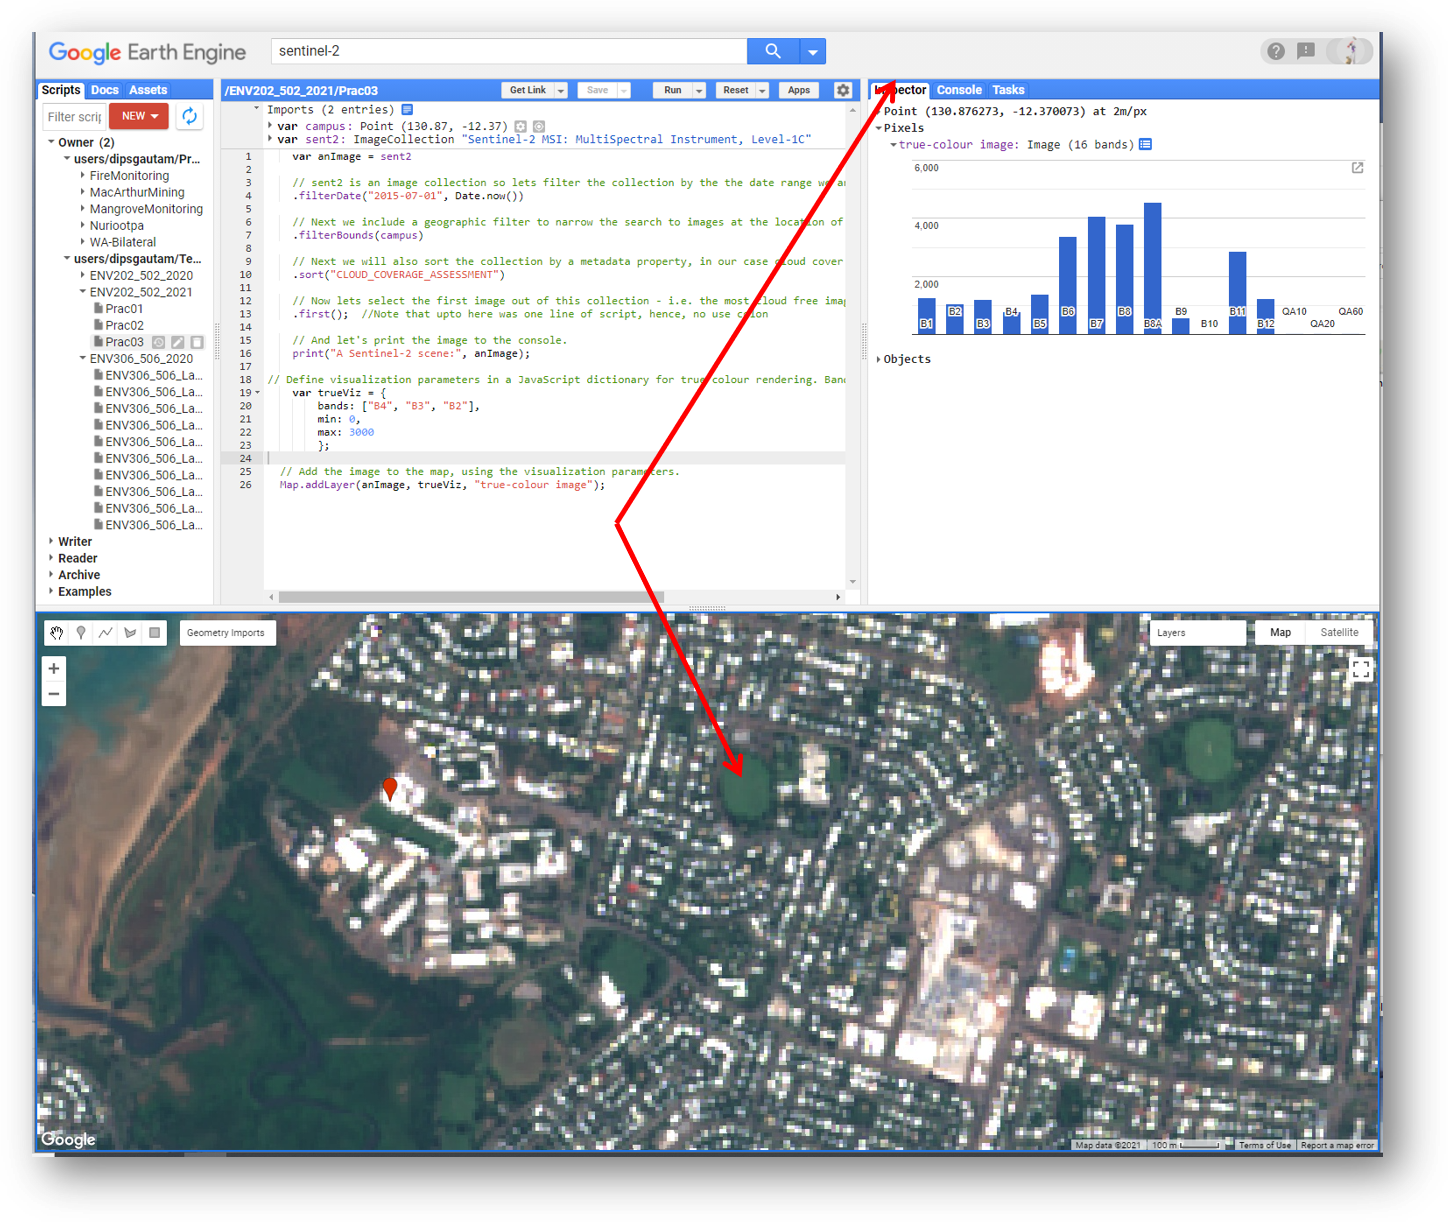 Google Earth Engine
sentinel-2
Scripts Docs Assets
Filter scrip
NEW
Owner (2)
users/dipsgautam/Pr...
FireMonitoring
MacArthurMining
MangroveMonitoring
Nuriootpa
WA-Bilateral
users/dipsgautam/Te...
ENV202_502_2020
ENV202_502_2021
Prac01
Prac02
Prac03
ENV306_506_2020
ENV306_506_La...
ENV306_506_La...
ENV306_506_La...
ENV306_506_La...
ENV306_506_La...
ENV306_506_La...
ENV306_506_La...
ENV306_506_La...
ENV306_506_La...
ENV306_506_La...
Writer
Reader
Archive
Examples
/ENV202_502_2021/Prac03
Get Link Save Run Reset Apps
Imports (2 entries)
var campus: Point (130.87, -12.37)
var sent2: ImageCollection "Sentinel-2 MSI: MultiSpectral Instrument, Level-1C"
1 var anImage = sent2
2
3 // sent2 is an image collection so lets filter the collection by the the date range we a
4 .filterDate("2015-07-01", Date.now())
5
6 // Next we include a geographic filter to narrow the search to images at the location of
7 .filterBounds(campus)
8
9 // Next we will also sort the collection by a metadata property, in our case cloud cover
10 .sort("CLOUD_COVERAGE_ASSESSMENT")
11
12 // Now lets select the first image out of this collection - i.e. the most cloud free imag
13 .first(); //Note that upto here was one line of script, hence, no use colon
14
15 // And let's print the image to the console.
16 print("A Sentinel-2 scene:", anImage);
17
18 // Define visualization parameters in a JavaScript dictionary for true colour rendering. Ban
19 var trueViz = {
20 bands: ["B4", "B3", "B2"],
21 min: 0,
22 max: 3000
23 };
24
25 // Add the image to the map, using the visualization parameters.
26 Map.addLayer(anImage, trueViz, "true-colour image");
Inspector Console Tasks
Point (130.876273, -12.370073) at 2m/px
Pixels
true-colour image: Image (16 bands)
6,000
4,000
2,000
B1 B2 B3 B4 B5 B6 B7 B8 B8A B9 B10 B11 B12 QA10 QA20 QA60
Objects
Geometry Imports
Layers
Map Satellite
+
−
Google
Map data ©2021 100 m Terms of Use Report a map error